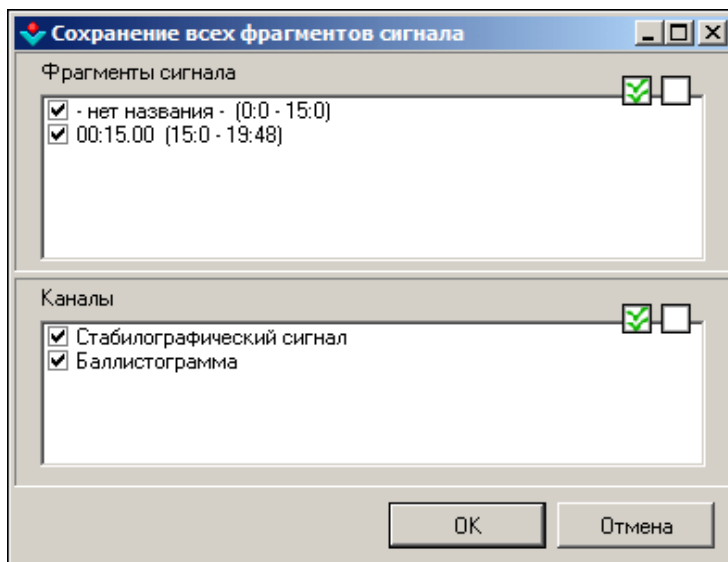 Сохранение всех фрагментов сигнала
Фрагменты сигнала
- нет названия - (0:0 - 15:0)
00:15.00 (15:0 - 19:48)
Каналы
Стабилографический сигнал
Баллистограмма
OK
Отмена